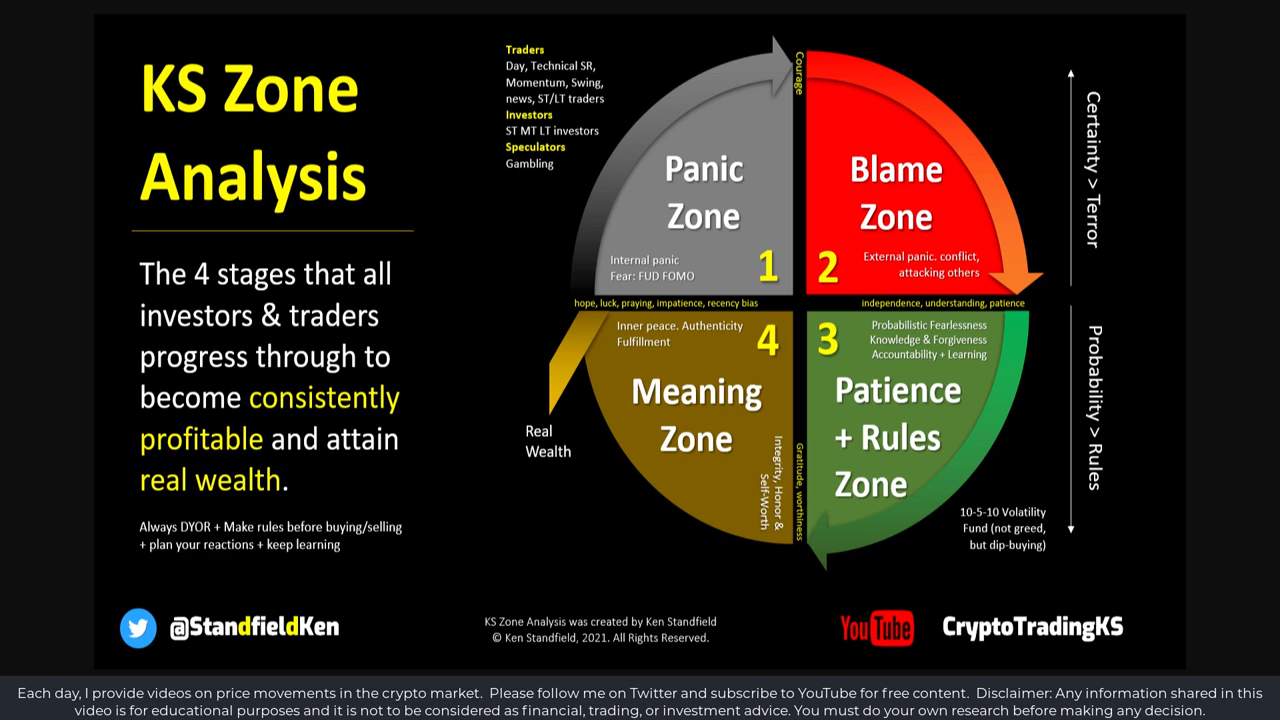 KS Zone
Analysis
The 4 stages that all
investors & traders
progress through to
become consistently
profitable and attain
real wealth.
Always DYOR + Make rules before buying/selling
+ plan your reactions + keep learning
Traders
Day, Technical SR,
Momentum, Swing,
news, ST/LT traders
Investors
ST MT LT investors
Speculators
Gambling
Panic
Zone
Internal panic
Fear: FUD FOMO
1
Courage
Blame
Zone
2
External panic. conflict,
attacking others
Certainty > Terror
hope, luck, praying, impatience, recency bias
independence, understanding, patience
Inner peace. Authenticity
Fulfillment
4
Meaning
Zone
Integrity, Honor &
Self-Worth
Gratitude, worthiness
3
Probabilistic Fearlessness
Knowledge & Forgiveness
Accountability + Learning
Patience
+ Rules
Zone
Probability > Rules
Real
Wealth
10-5-10 Volatility
Fund (not greed,
but dip-buying)
@StandfieldKen
KS Zone Analysis was created by Ken Standfield
© Ken Standfield, 2021. All Rights Reserved.
YouTube
CryptoTradingKS
Each day, I provide videos on price movements in the crypto market. Please follow me on Twitter and subscribe to YouTube for free content. Disclaimer: Any information shared in this
video is for educational purposes and it is not to be considered as financial, trading, or investment advice. You must do your own research before making any decision.